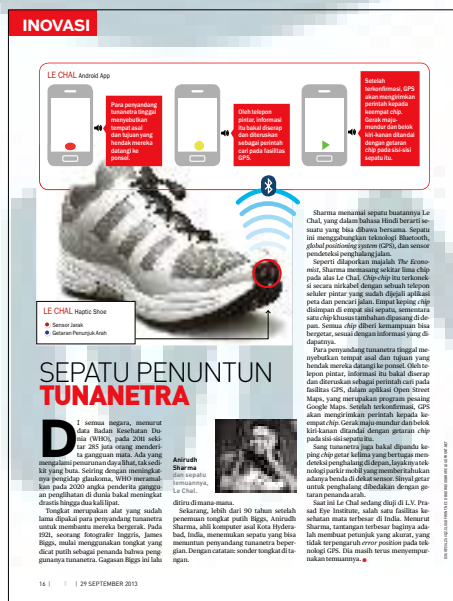 INOVASI
LE CHAL Android App
Para penyandang
tunanetra tinggal
menyebutkan
tempat asal
dan tujuan yang
hendak mereka
datangi ke
ponsel.
Oleh telepon
pintar, informasi
itu bakal diserap
dan diteruskan
sebagai perintah
cari pada fasilitas
GPS.
Setelah
terkonfirmasi, GPS
akan mengirimkan
perintah kepada
keempat chip.
Gerak maju-
mundur dan belok
kiri-kanan ditandai
dengan getaran
chip pada sisi-sisi
sepatu itu.
LE CHAL Haptic Shoe
Sensor Jarak
Getaran Penunjuk Arah
SEPATU PENUNTUN
TUNANETRA
DI semua negara, menurut
data Badan Kesehatan Du-
nia (WHO), pada 2011 seki-
tar 285 juta orang menderi-
ta gangguan mata. Ada yang
mengalami penurunan daya lihat, tak sedi-
kit yang buta. Seiring dengan meningkat-
nya pengidap glaukoma, WHO meramal-
kan pada 2020 angka penderita ganggu-
an penglihatan di dunia bakal meningkat
drastis hingga dua kali lipat.
Tongkat merupakan alat yang sudah
lama dipakai para penyandang tunanetra
untuk membantu mereka bergerak. Pada
1921, seorang fotografer Inggris, James
Biggs, mulai menggunakan tongkat yang
dicat putih sebagai penanda bahwa peng-
gunanya tunanetra. Gagasan Biggs ini lalu
Anirudh
Sharma
dan sepatu
temuannya,
Le Chal.
ditiru di mana-mana.
Sekarang, lebih dari 90 tahun setelah
penemuan tongkat putih Biggs, Anirudh
Sharma, ahli komputer asal Kota Hydera-
bad, India, menemukan sepatu yang bisa
menuntun penyandang tunanetra beper-
gian. Dengan catatan: sonder tongkat di ta-
ngan.
Sharma menamai sepatu buatannya Le
Chal, yang dalam bahasa Hindi berarti se-
suatu yang bisa dibawa bersama. Sepatu
ini menggabungkan teknologi Bluetooth,
global positioning system (GPS), dan sensor
pendeteksi penghalang jalan.
Seperti dilaporkan majalah The Econo-
mist, Sharma memasang sekitar lima chip
pada alas Le Chal. Chip-chip itu terkonek-
si secara nirkabel dengan sebuah telepon
seluler pintar yang sudah dijejali aplikasi
peta dan pencari jalan. Empat keping chip
disimpan di empat sisi sepatu, sementara
satu chip khusus tambahan dipasang di de-
pan. Semua chip diberi kemampuan bisa
bergetar, sesuai dengan informasi yang di-
dapatnya.
Para penyandang tunanetra tinggal me-
nyebutkan tempat asal dan tujuan yang
hendak mereka datangi ke ponsel. Oleh te-
lepon pintar, informasi itu bakal diserap
dan diteruskan sebagai perintah cari pada
fasilitas GPS, dalam aplikasi Open Street
Maps, yang merupakan program pesaing
Google Maps. Setelah terkonfirmasi, GPS
akan mengirimkan perintah kepada ke-
empat chip. Gerak maju-mundur dan belok
kiri-kanan ditandai dengan getaran chip
pada sisi-sisi sepatu itu.
Sang tunanetra juga bakal dipandu ke-
ping chip getar kelima yang bertugas men-
deteksi penghalang di depan, layaknya tek-
nologi parkir mobil yang memberitahukan
adanya benda di dekat sensor. Sinyal getar
untuk penghalang dibedakan dengan ge-
taran penanda arah.
Saat ini Le Chal sedang diuji di L.V. Pra-
sad Eye Institute, salah satu fasilitas ke-
sehatan mata terbesar di India. Menurut
Sharma, tantangan terbesar baginya ada-
lah membuat petunjuk yang akurat, yang
tidak terpengaruh error position pada tek-
nologi GPS. Dia masih terus menyempur-
nakan temuannya.
16 | | 29 SEPTEMBER 2013